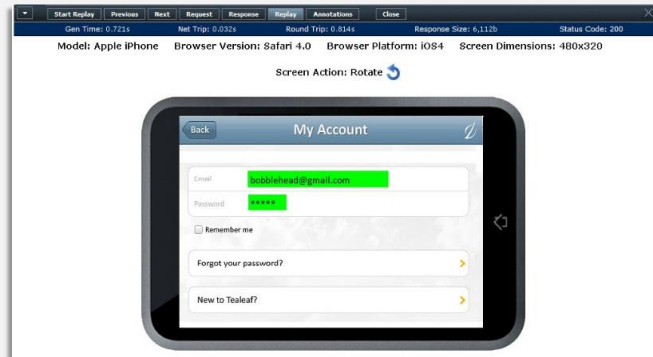 Start Replay Previous Next Request Response Replay Annotations Close
Gen Time: 0.721s Net Trip: 0.032s Round Trip: 0.814s Response Size: 6,112b Status Code: 200
Model: Apple iPhone Browser Version: Safari 4.0 Browser Platform: iOS4 Screen Dimensions: 480x320
Screen Action: Rotate
Back My Account
Email bobblehead@gmail.com
Password *****
Remember me
Forgot your password?
New to Tealeaf?